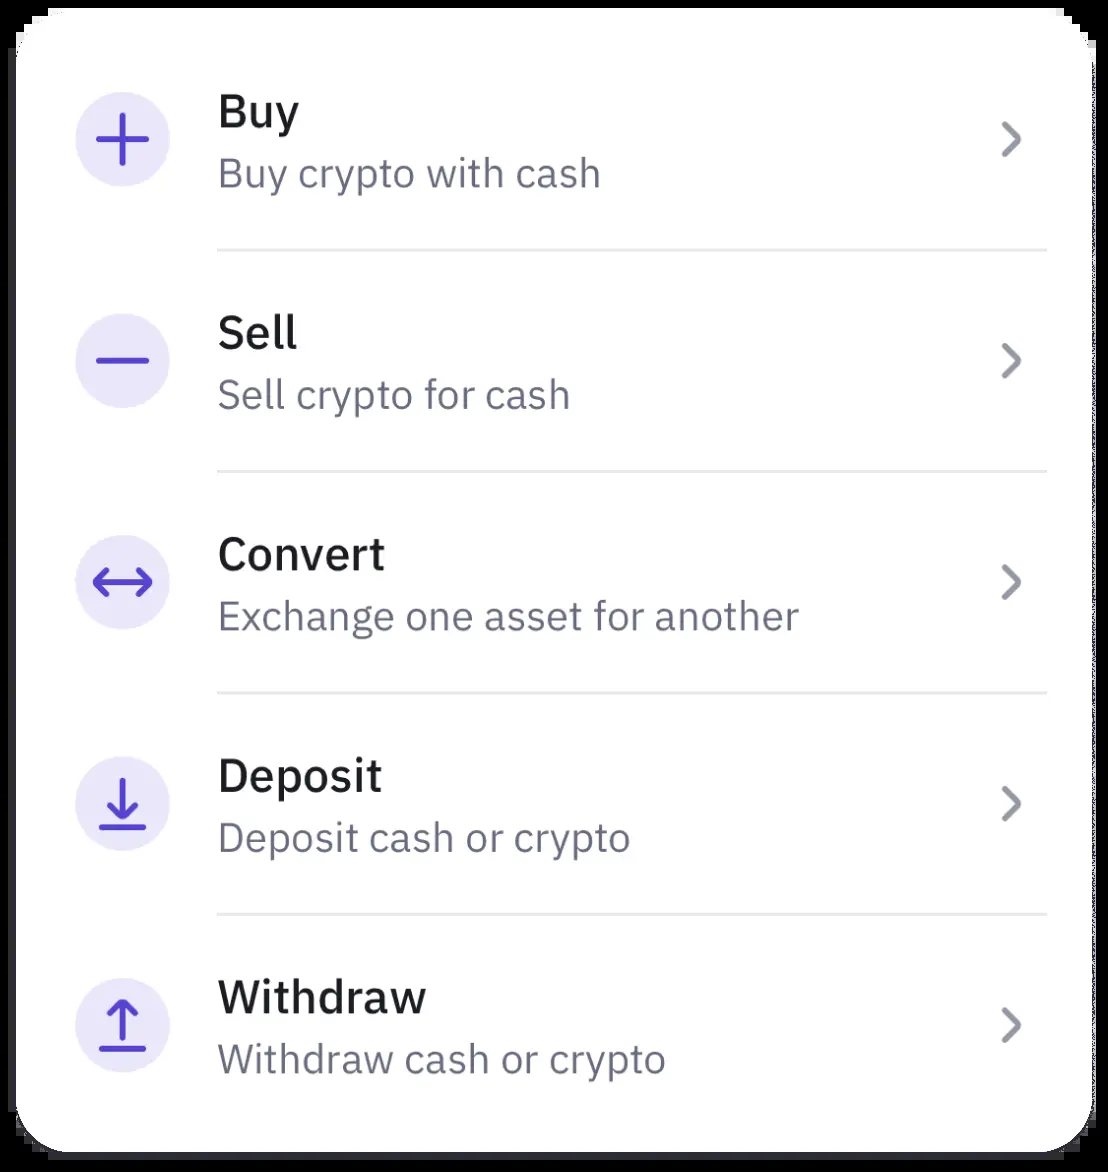 Buy
Buy crypto with cash
Sell
Sell crypto for cash
Convert
Exchange one asset for another
Deposit
Deposit cash or crypto
Withdraw
Withdraw cash or crypto